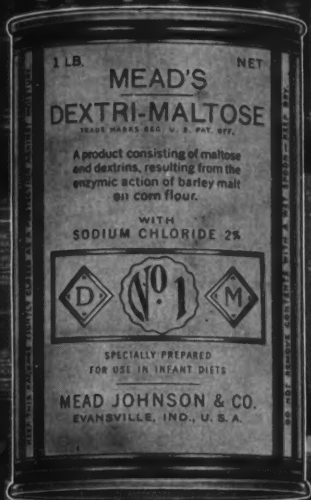 1 LB. NET
MEAD'S
DEXTRI-MALTOSE
TRADE MARKS REG. U. S. PAT. OFF.
A product consisting of maltose
and dextrins, resulting from the
enzymic action of barley malt
on corn flour.
WITH
SODIUM CHLORIDE 2%
D No. 1 M
SPECIALLY PREPARED
FOR USE IN INFANT DIETS
MEAD JOHNSON & CO.
EVANSVILLE, IND., U. S. A.